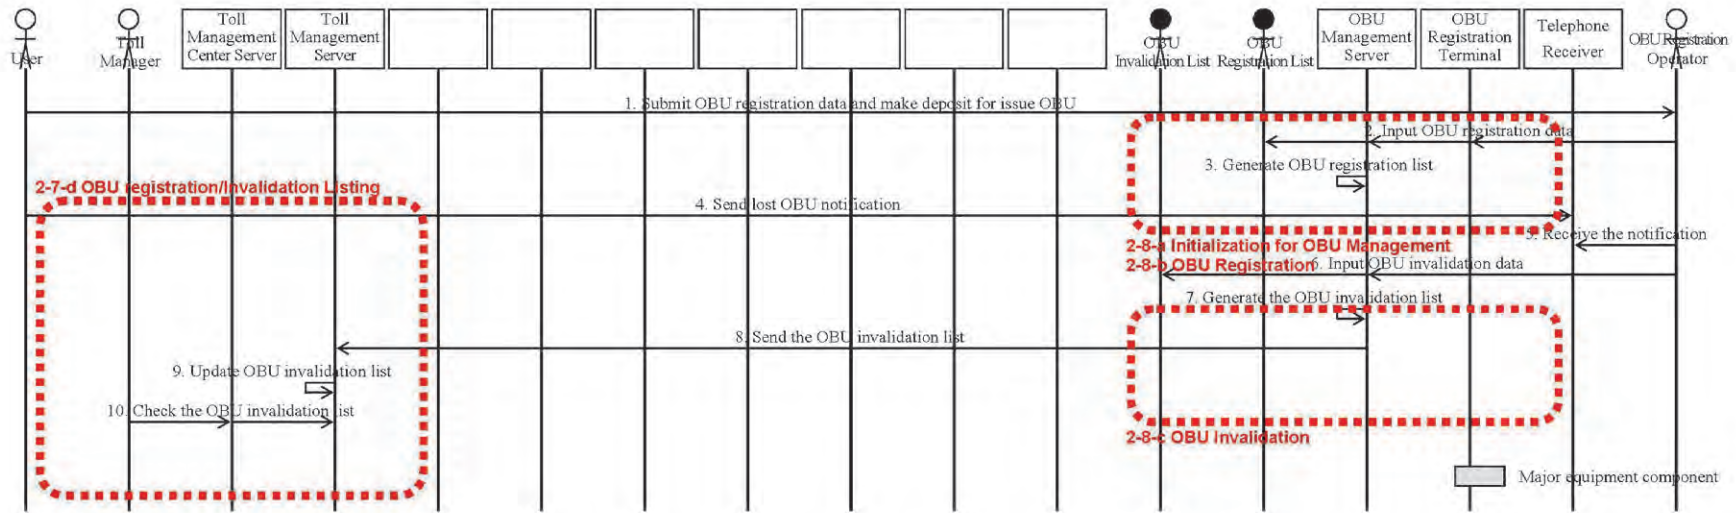 User
Toll
Manager
Toll
Management
Center Server
Toll
Management
Server
OBU
Invalidation List
OBU
Registration List
OBU
Management
Server
OBU
Registration
Terminal
Telephone
Receiver
OBU Registration
Operator
1. Submit OBU registration data and make deposit for issue OBU
2. Input OBU registration data
3. Generate OBU registration list
2-7-d OBU registration/Invalidation Listing
4. Send lost OBU notification
5. Receive the notification
2-8-a Initialization for OBU Management
2-8-b OBU Registration
6. Input OBU invalidation data
7. Generate the OBU invalidation list
8. Send the OBU invalidation list
9. Update OBU invalidation list
10. Check the OBU invalidation list
2-8-c OBU Invalidation
Major equipment component